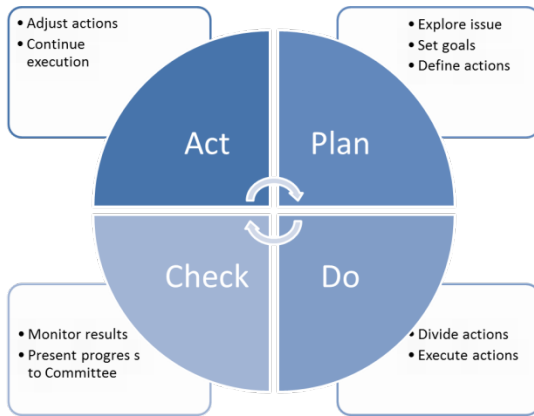 • Adjust actions
• Continue
execution
• Explore issue
• Set goals
• Define actions
Act
Plan
Check
Do
• Monitor results
• Present progres s
to Committee
• Divide actions
• Execute actions